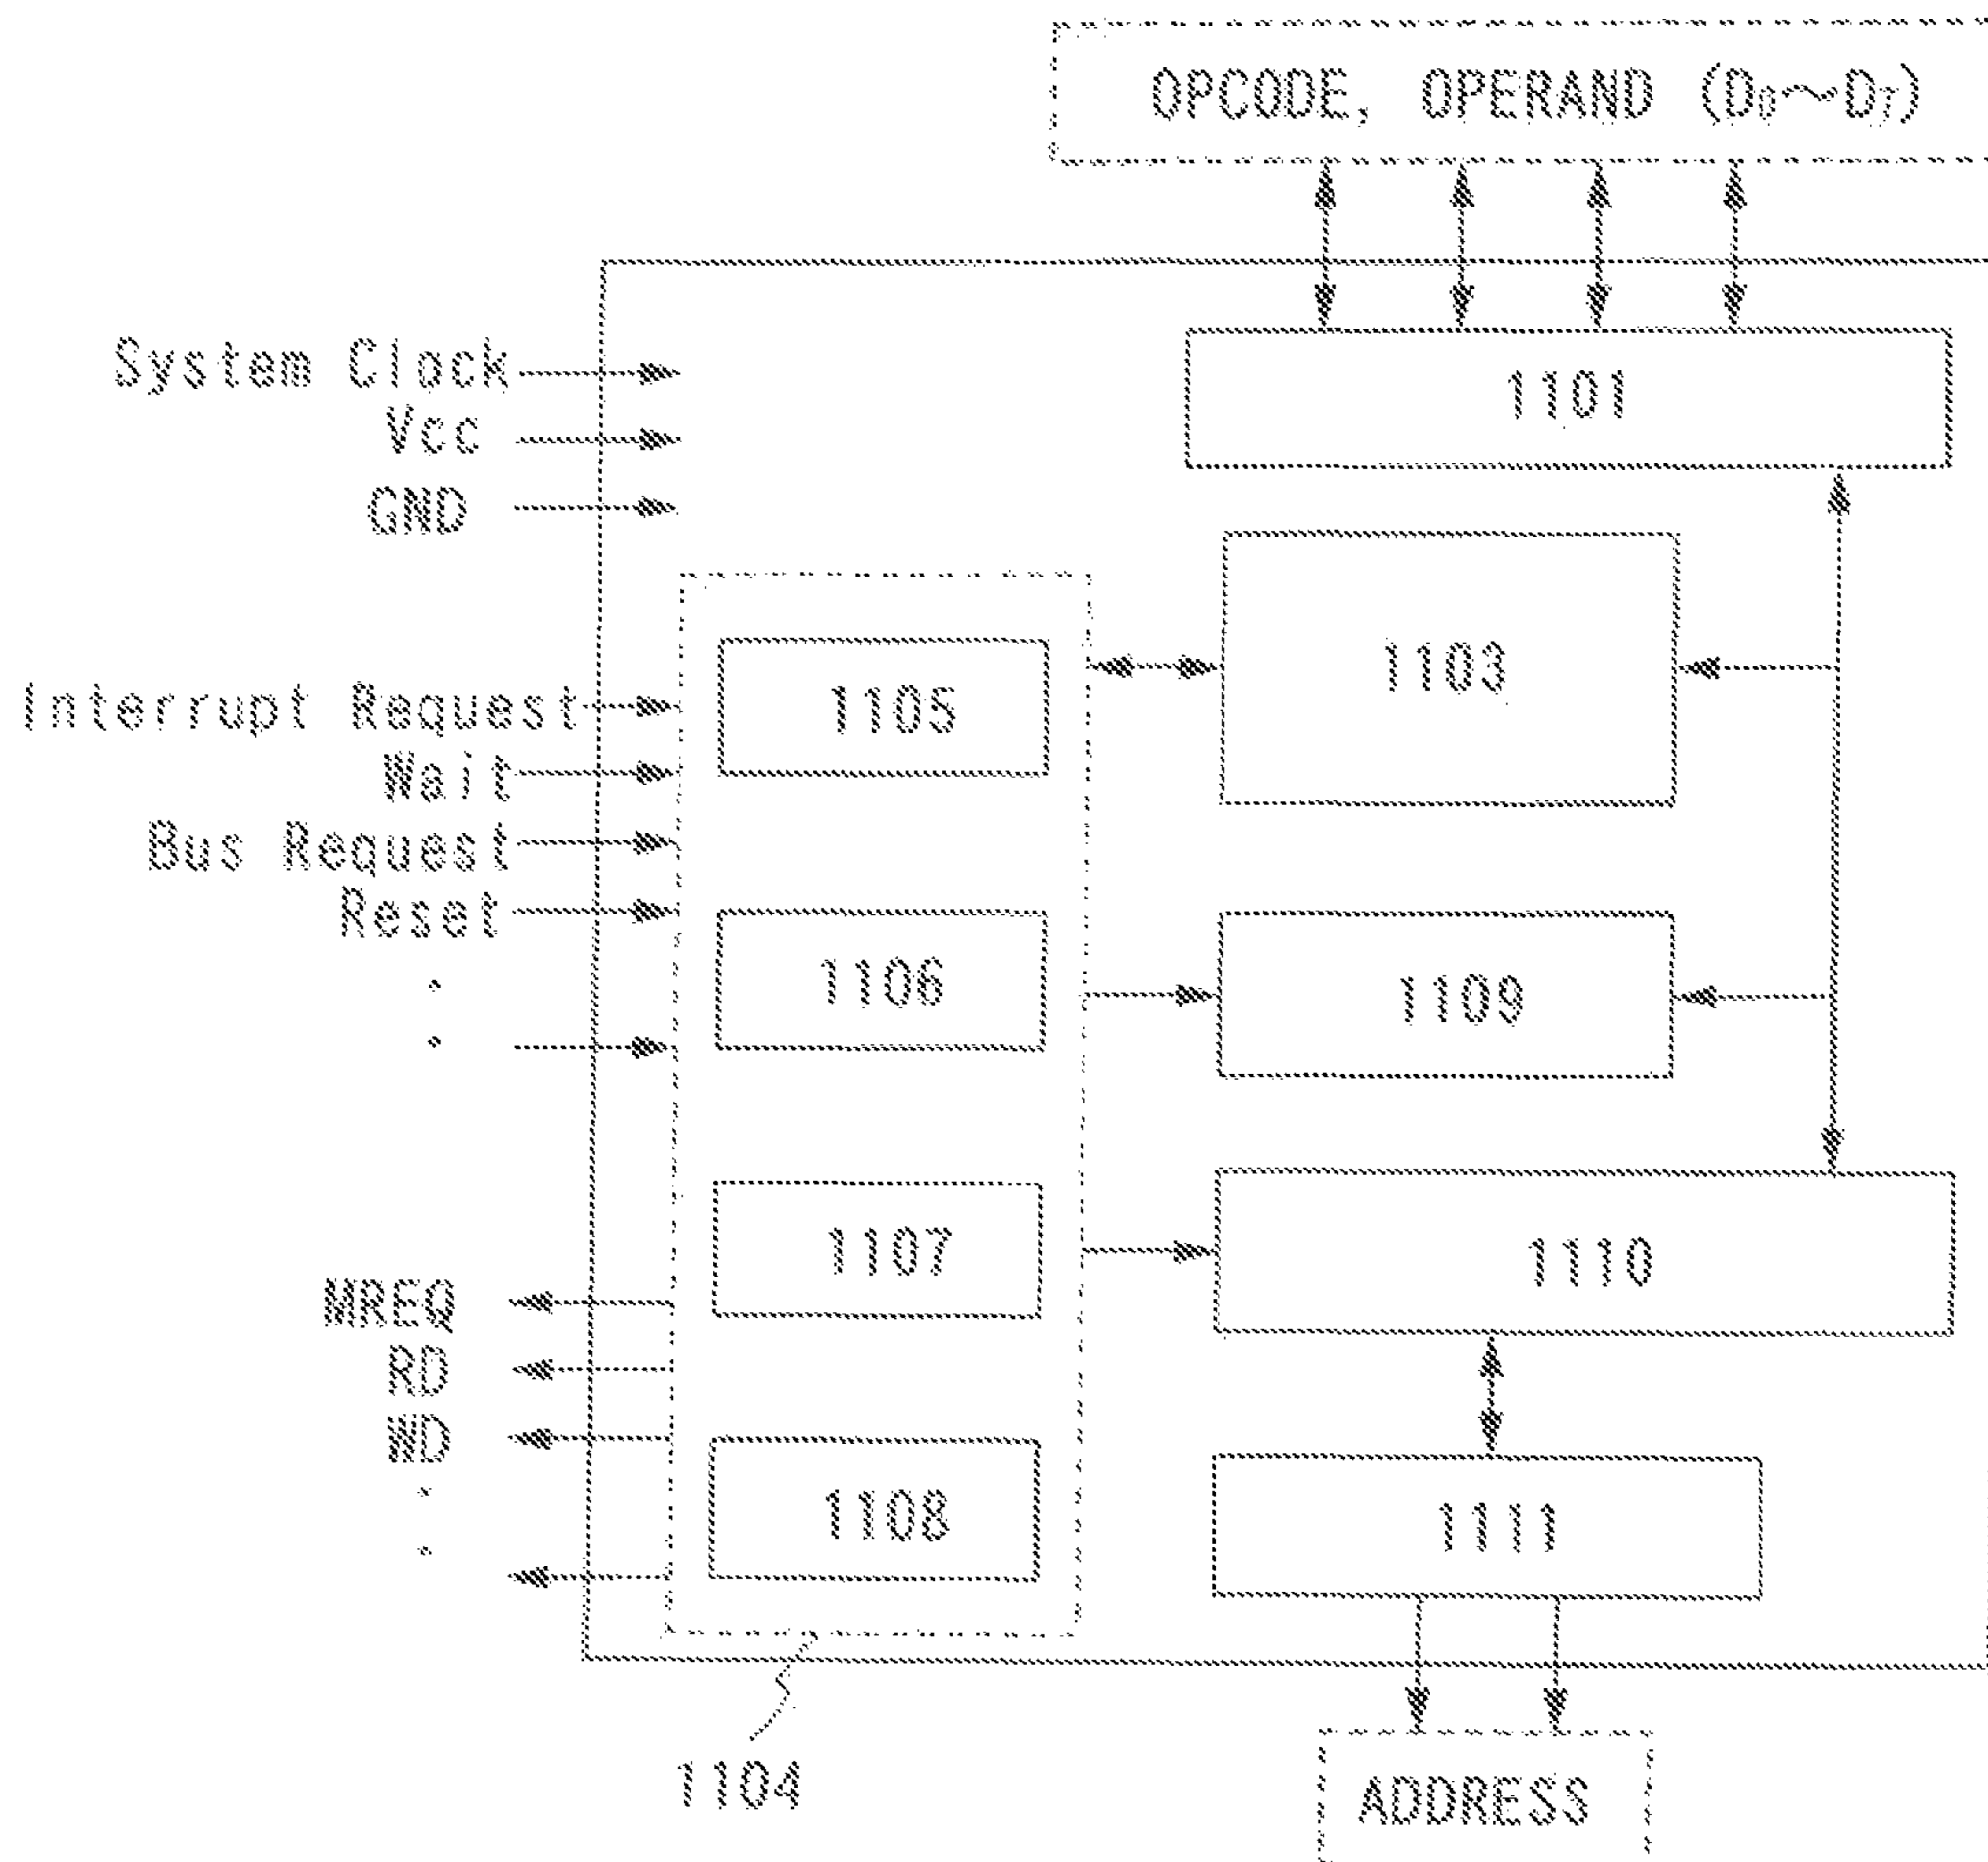 OPCODE, OPERAND (D0～D7)
System Clock
1101
Vcc
GND
1103
1105
Interrupt Request
Wait
Bus Request
Reset
1106
1109
1107
1110
MREQ
RD
WD
1108
1111
1104
ADDRESS